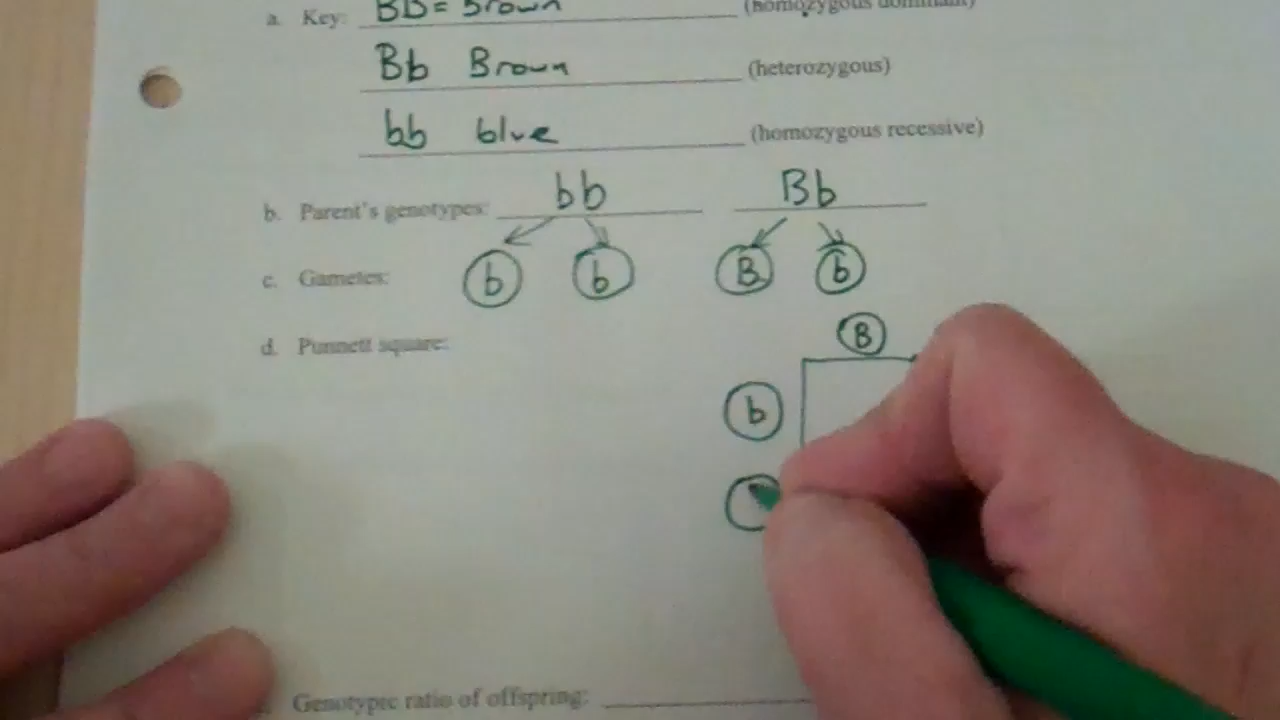 a. Key: BB = Brown (homozygous dominant)
Bb Brown (heterozygous)
bb blue (homozygous recessive)
b. Parent's genotypes: bb Bb
c. Gametes: b b B b
d. Punnett square:
B
b
Genotypic ratio of offspring: